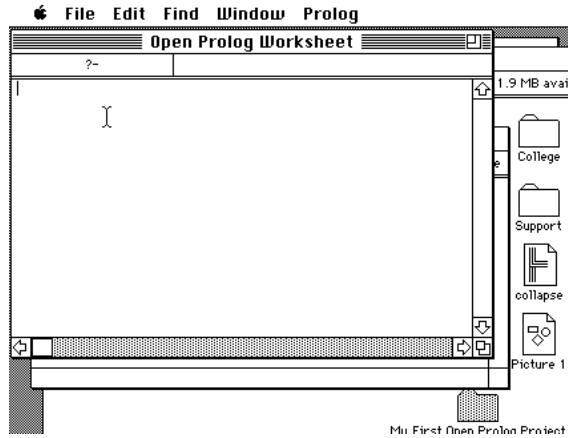 File Edit Find Window Prolog
Open Prolog Worksheet
?-
1.9 MB avai
College
e
Support
collapse
Picture 1
My First Open Prolog Project